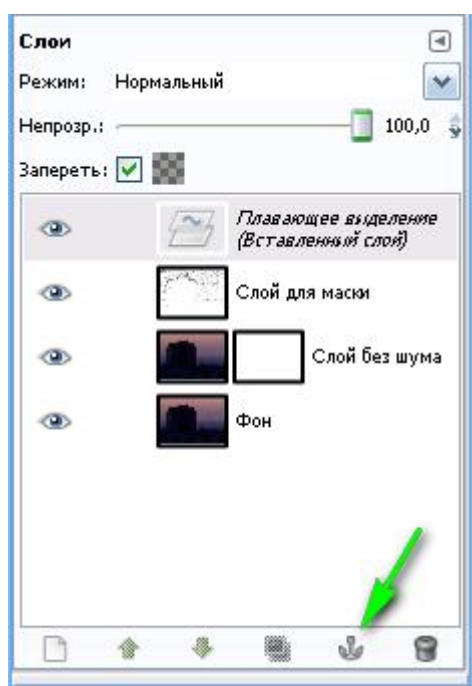 Слои
Режим: Нормальный
Непрозр.: 100,0
Запереть:
Плавающее выделение
(Вставленный слой)
Слой для маски
Слой без шума
Фон